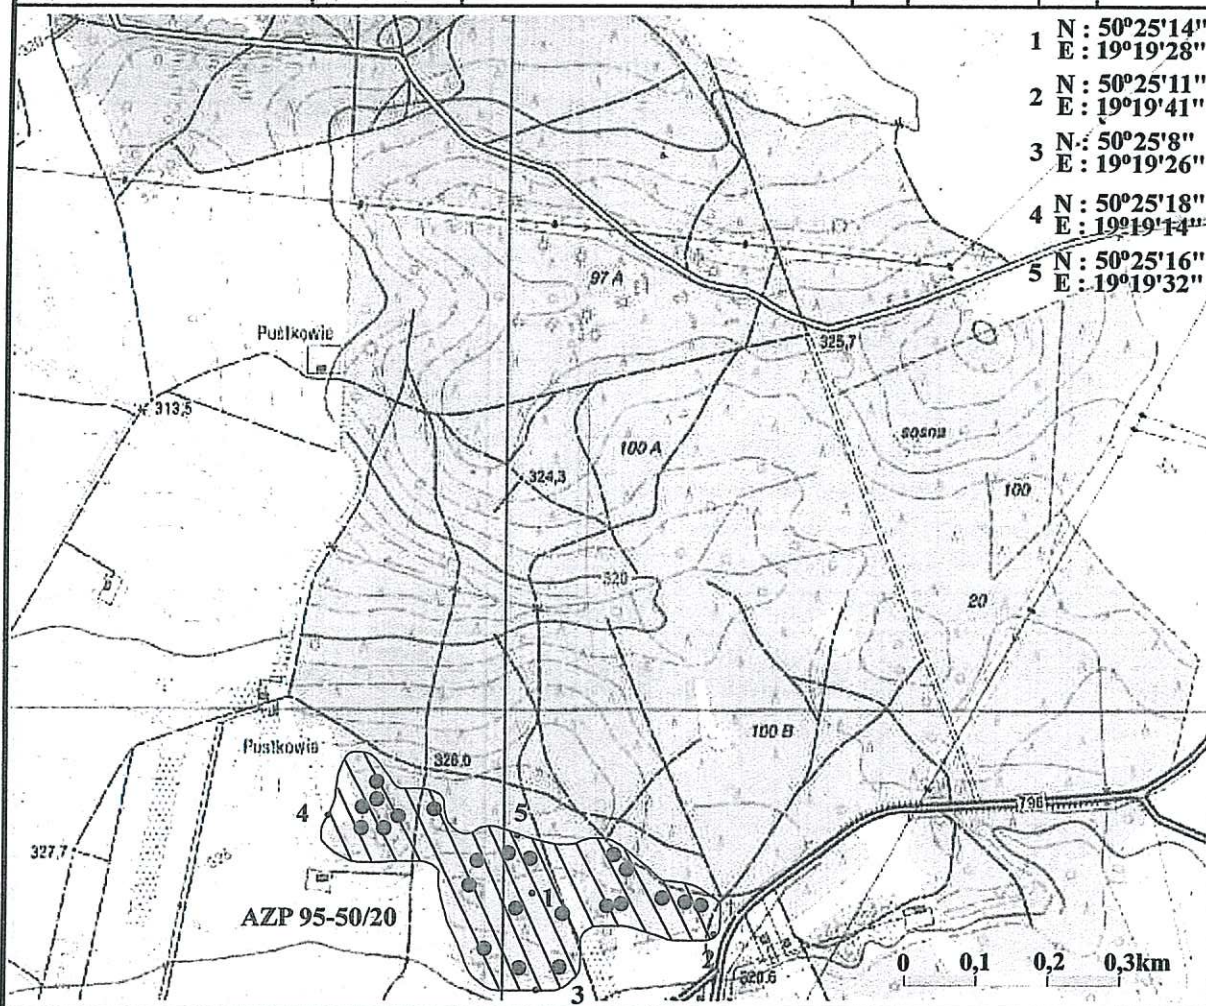 1 N : 50°25'14"
E : 19°19'28"
2 N : 50°25'11"
E : 19°19'41"
3 N : 50°25'8"
E : 19°19'26"
4 N : 50°25'18"
E : 19°19'14"
5 N : 50°25'16"
E : 19°19'32"
320
97 A
Pustkowie
325,7
313,5
sosna
100 A
324,3
100
320
20
100 B
Pustkowie
326,0
796
4
5
327,7
325
1
AZP 95-50/20
2
320,6
3
0 0,1 0,2 0,3km